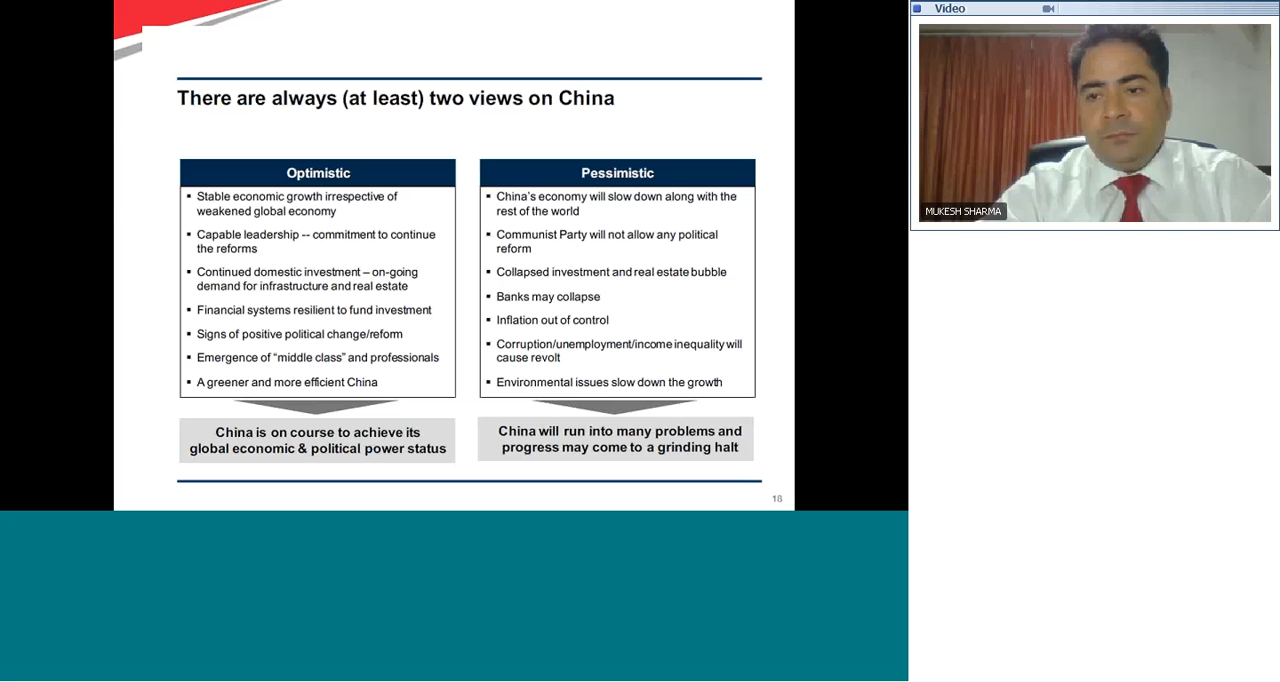 There are always (at least) two views on China
Optimistic
▪ Stable economic growth irrespective of
weakened global economy
▪ Capable leadership -- commitment to continue
the reforms
▪ Continued domestic investment – on-going
demand for infrastructure and real estate
▪ Financial systems resilient to fund investment
▪ Signs of positive political change/reform
▪ Emergence of “middle class” and professionals
▪ A greener and more efficient China
China is on course to achieve its
global economic & political power status
Pessimistic
▪ China’s economy will slow down along with the
rest of the world
▪ Communist Party will not allow any political
reform
▪ Collapsed investment and real estate bubble
▪ Banks may collapse
▪ Inflation out of control
▪ Corruption/unemployment/income inequality will
cause revolt
▪ Environmental issues slow down the growth
China will run into many problems and
progress may come to a grinding halt
18
Video
MUKESH SHARMA